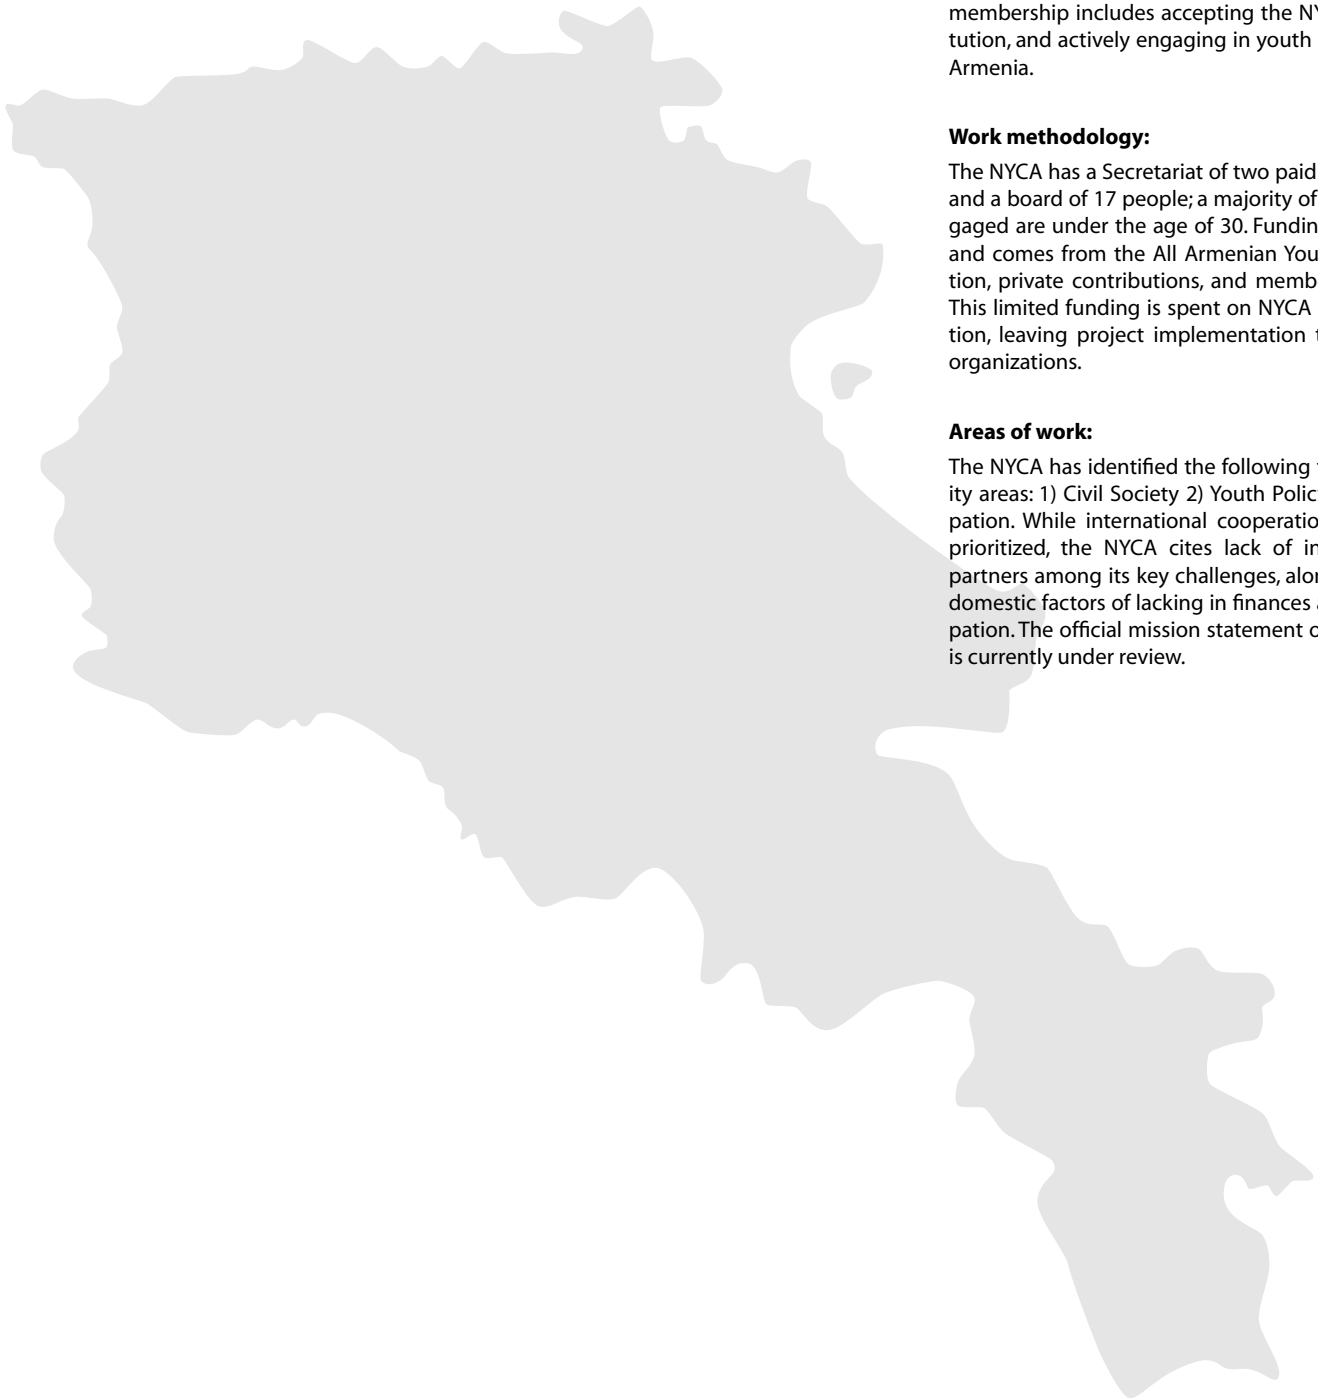 membership includes accepting the NY
tution, and actively engaging in youth
Armenia.
Work methodology:
The NYCA has a Secretariat of two paid
and a board of 17 people; a majority of
gaged are under the age of 30. Fundin
and comes from the All Armenian You
tion, private contributions, and memb
This limited funding is spent on NYCA
tion, leaving project implementation t
organizations.
Areas of work:
The NYCA has identified the following
ity areas: 1) Civil Society 2) Youth Polic
pation. While international cooperatio
prioritized, the NYCA cites lack of in
partners among its key challenges, alon
domestic factors of lacking in finances a
pation. The official mission statement o
is currently under review.